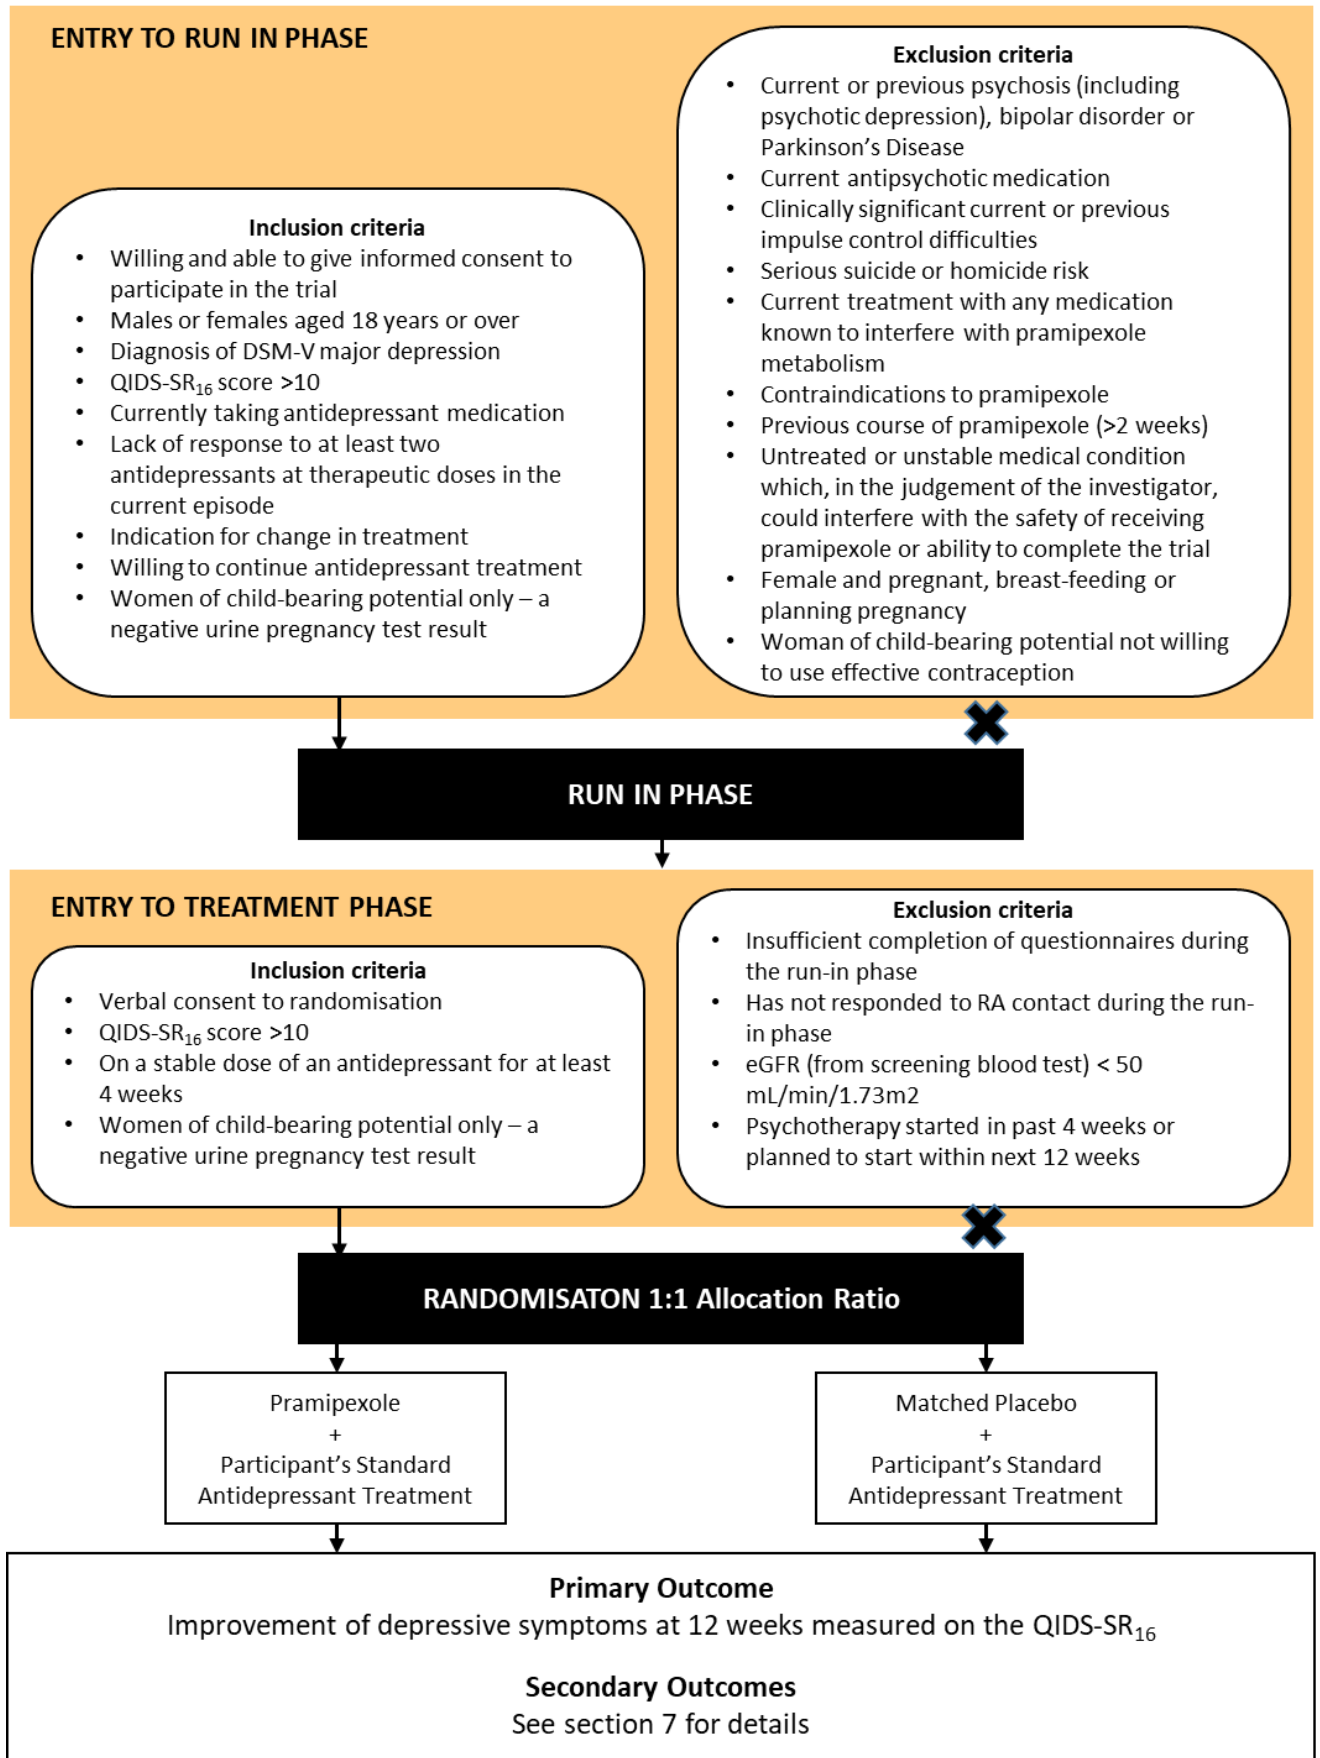 ENTRY TO RUN IN PHASE
Inclusion criteria
• Willing and able to give informed consent to
participate in the trial
• Males or females aged 18 years or over
• Diagnosis of DSM-V major depression
• QIDS-SR16 score >10
• Currently taking antidepressant medication
• Lack of response to at least two
antidepressants at therapeutic doses in the
current episode
• Indication for change in treatment
• Willing to continue antidepressant treatment
• Women of child-bearing potential only – a
negative urine pregnancy test result
Exclusion criteria
• Current or previous psychosis (including
psychotic depression), bipolar disorder or
Parkinson's Disease
• Current antipsychotic medication
• Clinically significant current or previous
impulse control difficulties
• Serious suicide or homicide risk
• Current treatment with any medication
known to interfere with pramipexole
metabolism
• Contraindications to pramipexole
• Previous course of pramipexole (>2 weeks)
• Untreated or unstable medical condition
which, in the judgement of the investigator,
could interfere with the safety of receiving
pramipexole or ability to complete the trial
• Female and pregnant, breast-feeding or
planning pregnancy
• Woman of child-bearing potential not willing
to use effective contraception
RUN IN PHASE
ENTRY TO TREATMENT PHASE
Inclusion criteria
• Verbal consent to randomisation
• QIDS-SR16 score >10
• On a stable dose of an antidepressant for at least
4 weeks
• Women of child-bearing potential only – a
negative urine pregnancy test result
Exclusion criteria
• Insufficient completion of questionnaires during
the run-in phase
• Has not responded to RA contact during the run-
in phase
• eGFR (from screening blood test) < 50
mL/min/1.73m2
• Psychotherapy started in past 4 weeks or
planned to start within next 12 weeks
RANDOMISATON 1:1 Allocation Ratio
Pramipexole
+
Participant's Standard
Antidepressant Treatment
Matched Placebo
+
Participant's Standard
Antidepressant Treatment
Primary Outcome
Improvement of depressive symptoms at 12 weeks measured on the QIDS-SR16
Secondary Outcomes
See section 7 for details